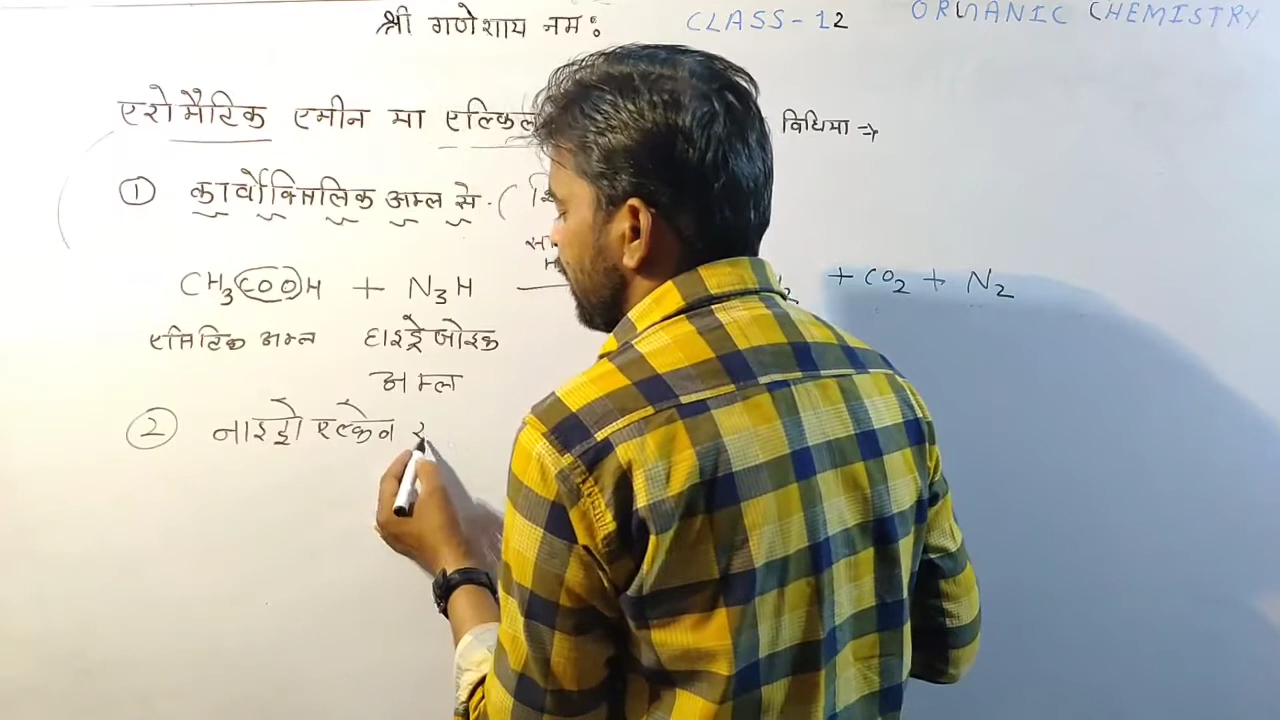 श्री गणेशाय नमः
CLASS-12 ORGANIC CHEMISTRY
एरोमैटिक एमीन या एल्किल विधिया →
① कार्बोक्सिलिक अम्ल से (
CH3COOH + N3H + CO2 + N2
एसिटिक अम्ल हाइड्रेजोइक
अम्ल
② नाइट्रो एल्केन